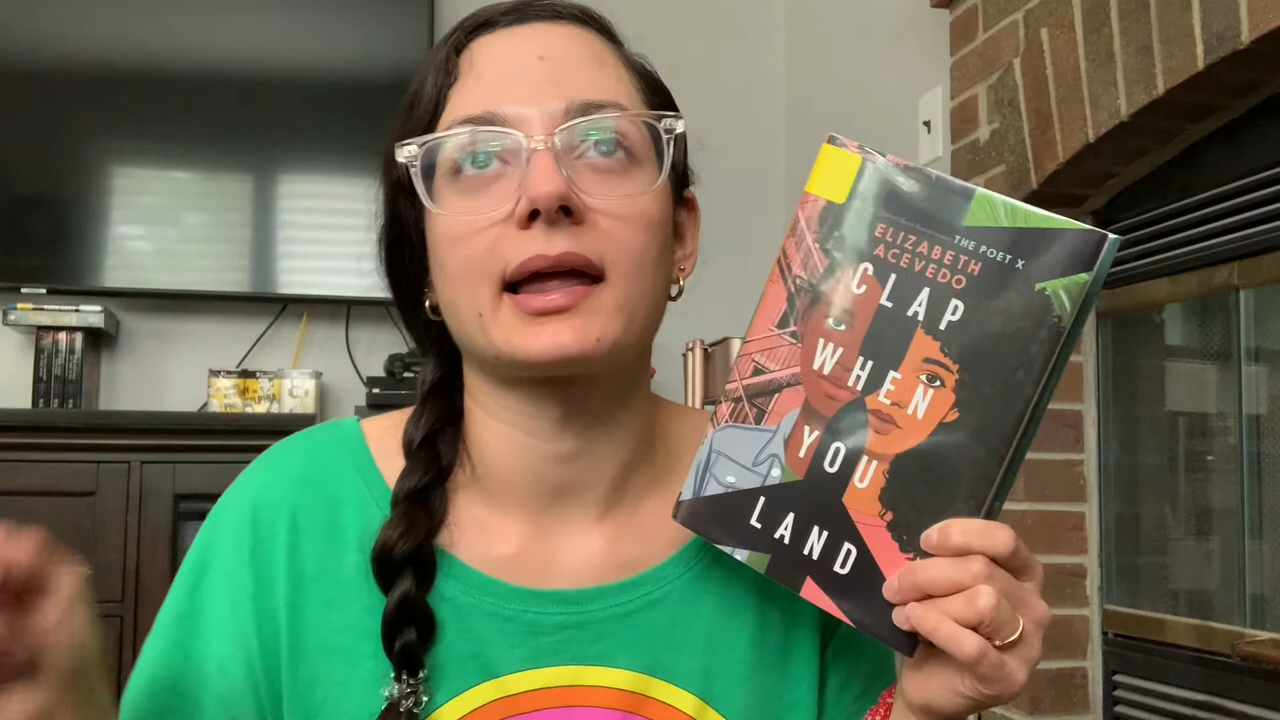 THE POET X
ELIZABETH
ACEVEDO
CLAP
WHEN
YOU
LAND